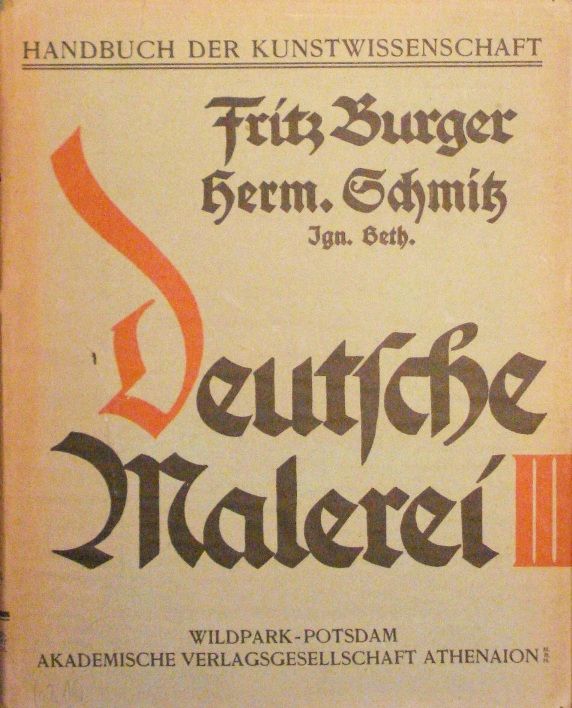 HANDBUCH DER KUNSTWISSENSCHAFT
Fritz Burger
Herm. Schmitz
Ign. Beth.
Deutsche
Malerei III
WILDPARK-POTSDAM
AKADEMISCHE VERLAGSGESELLSCHAFT ATHENAION